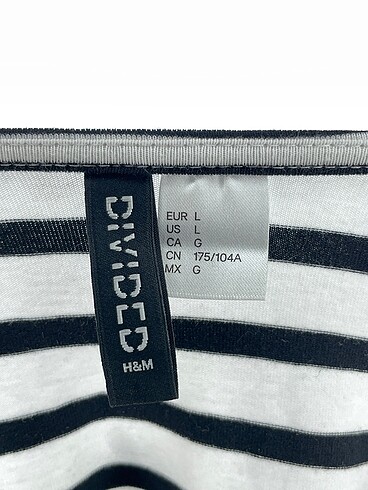 DIVIDED
H&M
EUR L
US L
CA G
CN 175/104A
MX G